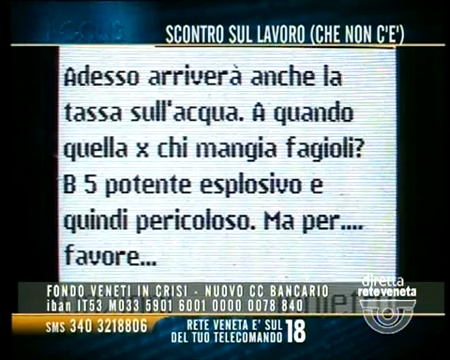 SCONTRO SUL LAVORO (CHE NON C'E')
Adesso arriverà anche la
tassa sull'acqua. A quando
quella x chi mangia fagioli?
B 5 potente esplosivo e
quindi pericoloso. Ma per....
favore...
diretta
reteveneta
FONDO VENETI IN CRISI - NUOVO CC BANCARIO
iban IT53 M033 5901 6001 0000 0078 840
SMS 340 3218806
RETE VENETA E' SUL
DEL TUO TELECOMANDO 18